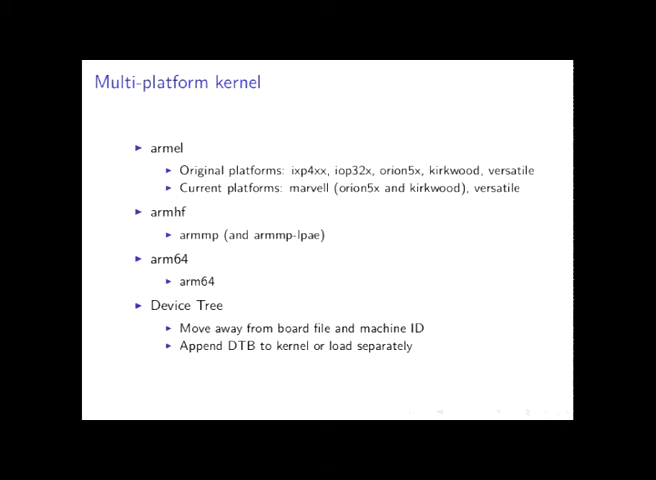 Multi-platform kernel
armel
Original platforms: ixp4xx, iop32x, orion5x, kirkwood, versatile
Current platforms: marvell (orion5x and kirkwood), versatile
armhf
armmp (and armmp-lpae)
arm64
arm64
Device Tree
Move away from board file and machine ID
Append DTB to kernel or load separately